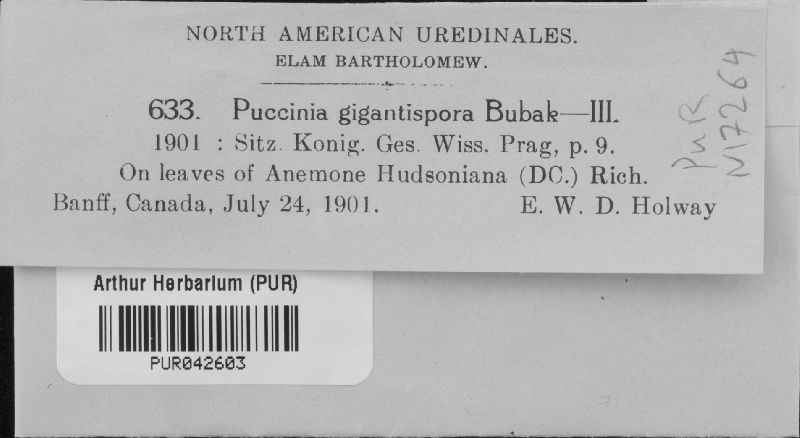 NORTH AMERICAN UREDINALES.
ELAM BARTHOLOMEW.
633. Puccinia gigantispora Bubak—III.
1901 : Sitz. Konig. Ges. Wiss. Prag, p. 9.
On leaves of Anemone Hudsoniana (DC.) Rich.
Banff, Canada, July 24, 1901. E. W. D. Holway
PUR
N17264
Arthur Herbarium (PUR)
PUR042603